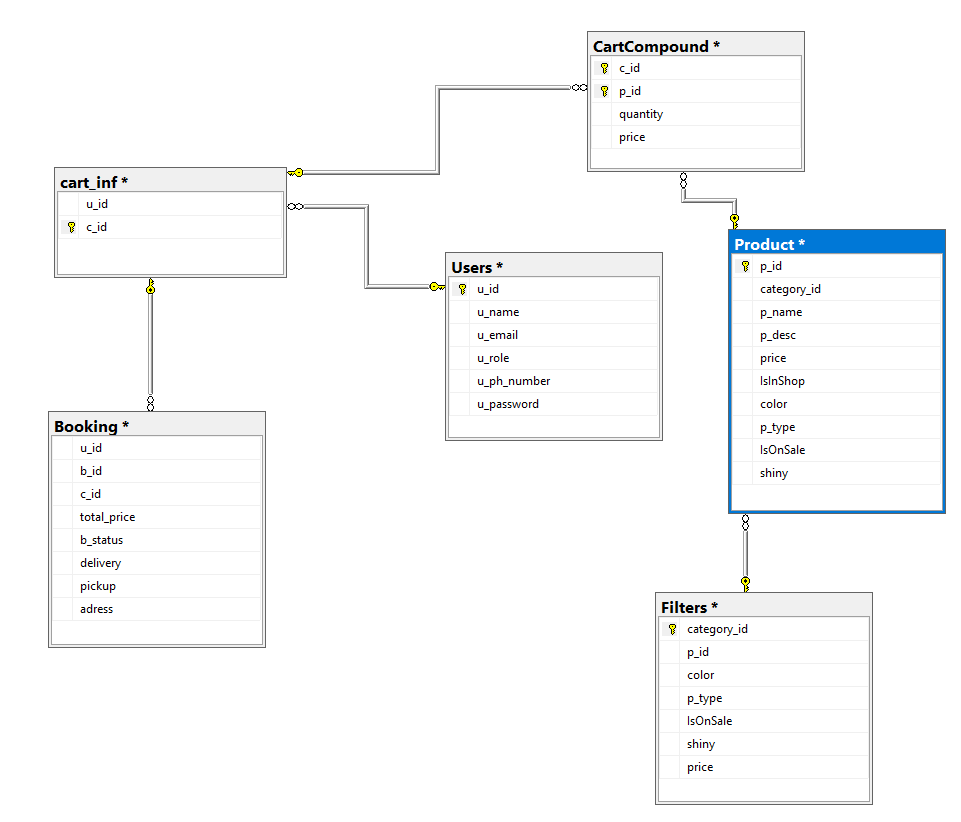 CartCompound *
c_id
p_id
quantity
price
cart_inf *
u_id
c_id
Users *
u_id
u_name
u_email
u_role
u_ph_number
u_password
Product *
p_id
category_id
p_name
p_desc
price
IsInShop
color
p_type
IsOnSale
shiny
Booking *
u_id
b_id
c_id
total_price
b_status
delivery
pickup
adress
Filters *
category_id
p_id
color
p_type
IsOnSale
shiny
price